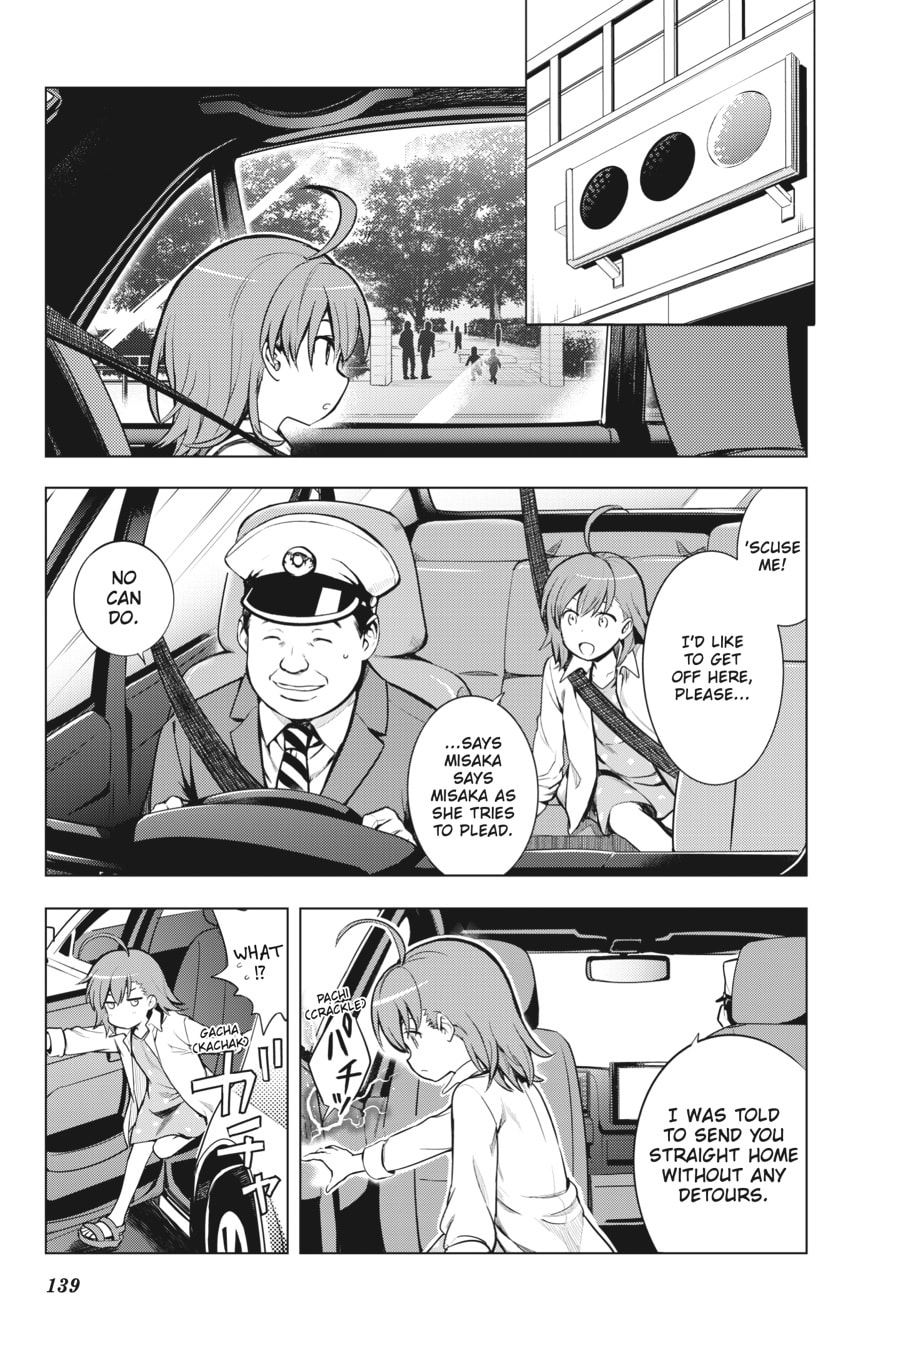 'SCUSE
ME!
I'D LIKE
TO GET
OFF HERE,
PLEASE...
...SAYS
MISAKA
SAYS
MISAKA AS
SHE TRIES
TO PLEAD.
NO
CAN
DO.
I WAS TOLD
TO SEND YOU
STRAIGHT HOME
WITHOUT ANY
DETOURS.
PACHI
(CRACKLE)
パチッ
WHAT
!?
GACHA
(KACHAK)
ガチャ
139